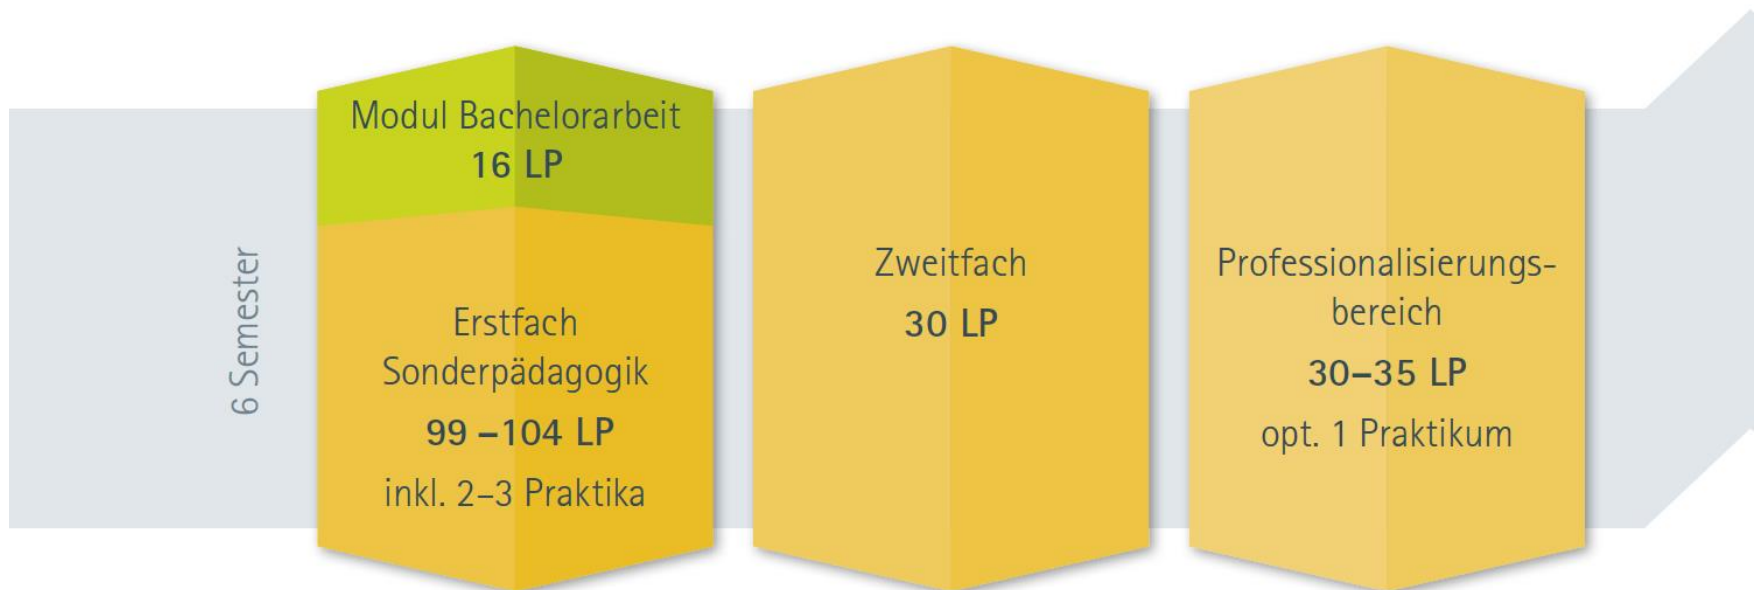 6 Semester
Modul Bachelorarbeit
16 LP
Erstfach
Sonderpädagogik
99 –104 LP
inkl. 2–3 Praktika
Zweitfach
30 LP
Professionalisierungs-
bereich
30–35 LP
opt. 1 Praktikum